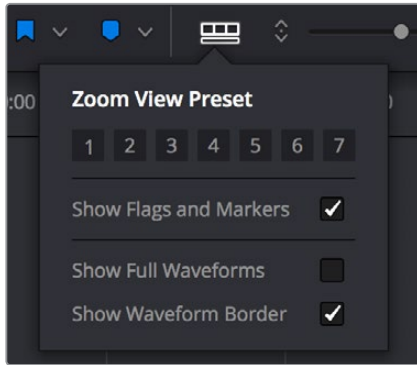 :00
Zoom View Preset
1 2 3 4 5 6 7
Show Flags and Markers
Show Full Waveforms
Show Waveform Border